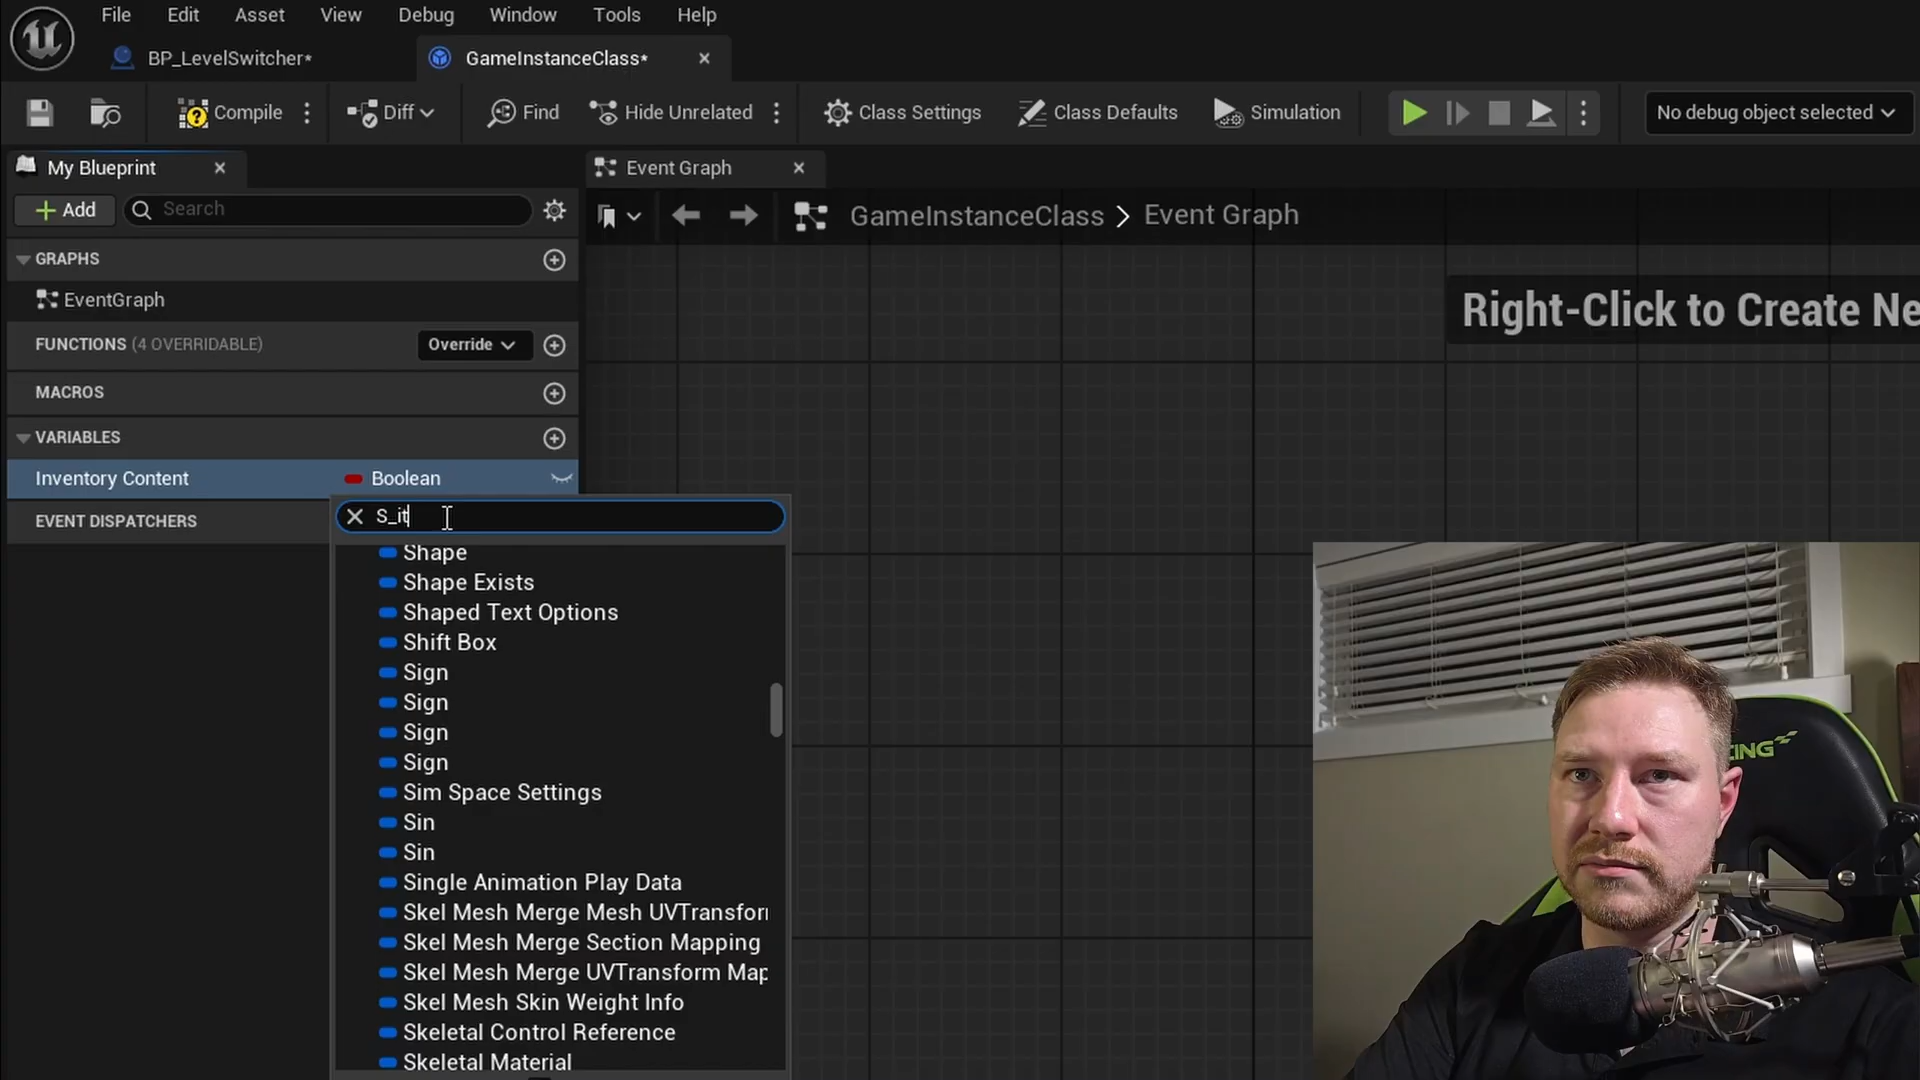 File Edit Asset View Debug Window Tools Help
BP_LevelSwitcher* GameInstanceClass*
Compile Diff Find Hide Unrelated Class Settings Class Defaults Simulation No debug object selected
My Blueprint Event Graph
Add Search
GameInstanceClass > Event Graph
GRAPHS
EventGraph
Right-Click to Create Ne
FUNCTIONS (4 OVERRIDABLE) Override
MACROS
VARIABLES
Inventory Content Boolean
S_it
EVENT DISPATCHERS
Shape
Shape Exists
Shaped Text Options
Shift Box
Sign
Sign
Sign
Sign
Sim Space Settings
Sin
Sin
Single Animation Play Data
Skel Mesh Merge Mesh UVTransfor
Skel Mesh Merge Section Mapping
Skel Mesh Merge UVTransform Map
Skel Mesh Skin Weight Info
Skeletal Control Reference
Skeletal Material